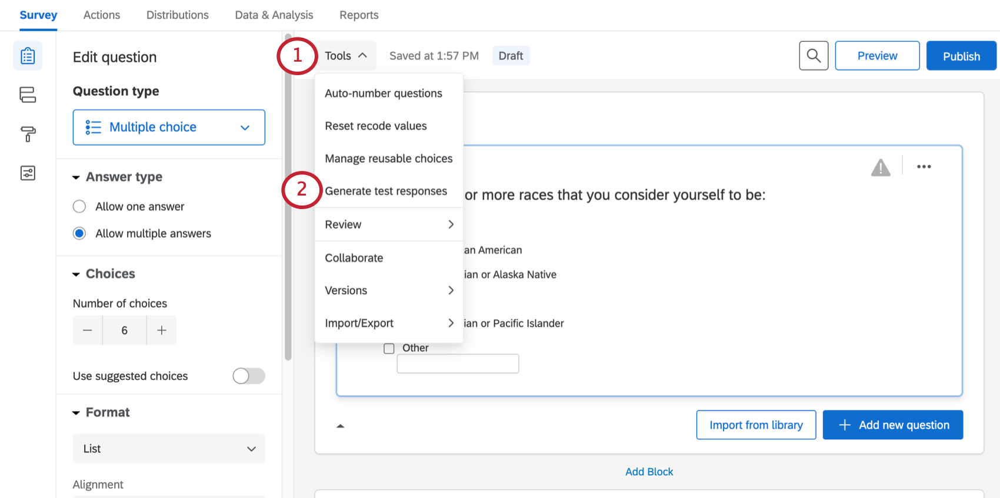 Survey Actions Distributions Data & Analysis Reports
Edit question
Question type
Multiple choice
Answer type
Allow one answer
Allow multiple answers
Choices
Number of choices
6
Use suggested choices
Format
List
Alignment
1
Tools Saved at 1:57 PM Draft Preview Publish
Auto-number questions
Reset recode values
Manage reusable choices
2
Generate test responses
Review
Collaborate
Versions
Import/Export
or more races that you consider yourself to be:
an American
ian or Alaska Native
ian or Pacific Islander
Other
Import from library Add new question
Add Block